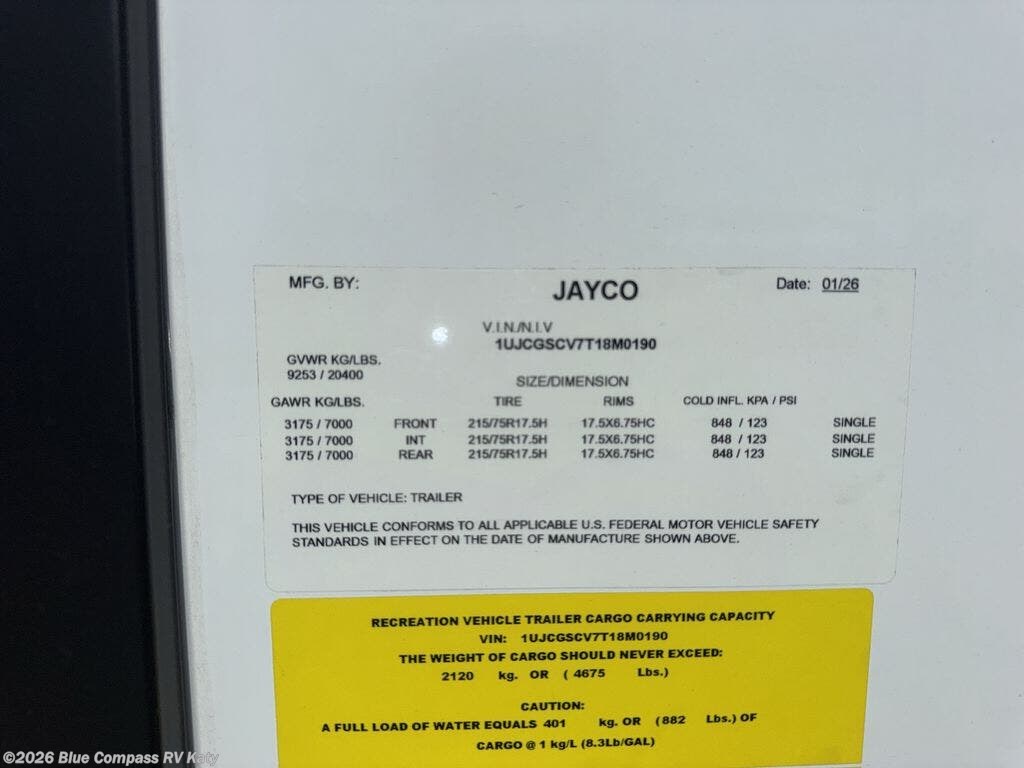 MFG. BY: JAYCO Date: 01/26
V.I.N./N.I.V
1UJCGSCV7T18M0190
GVWR KG/LBS.
9253 / 20400
SIZE/DIMENSION
GAWR KG/LBS. TIRE RIMS COLD INFL. KPA / PSI
3175 / 7000 FRONT 215/75R17.5H 17.5X6.75HC 848 / 123 SINGLE
3175 / 7000 INT 215/75R17.5H 17.5X6.75HC 848 / 123 SINGLE
3175 / 7000 REAR 215/75R17.5H 17.5X6.75HC 848 / 123 SINGLE
TYPE OF VEHICLE: TRAILER
THIS VEHICLE CONFORMS TO ALL APPLICABLE U.S. FEDERAL MOTOR VEHICLE SAFETY
STANDARDS IN EFFECT ON THE DATE OF MANUFACTURE SHOWN ABOVE.
RECREATION VEHICLE TRAILER CARGO CARRYING CAPACITY
VIN: 1UJCGSCV7T18M0190
THE WEIGHT OF CARGO SHOULD NEVER EXCEED:
2120 kg. OR ( 4675 Lbs.)
CAUTION:
A FULL LOAD OF WATER EQUALS 401 kg. OR (882 Lbs.) OF
CARGO @ 1 kg/L (8.3Lb/GAL)
©2026 Blue Compass RV Katy